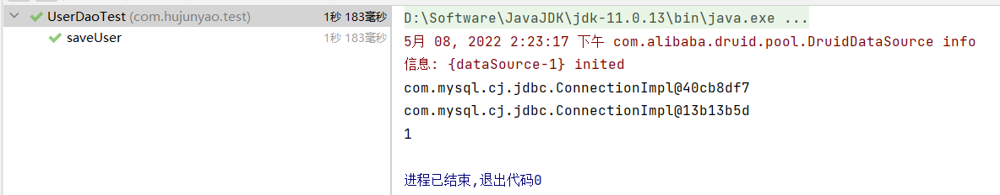 UserDaoTest (com.hujunyao.test) 1秒 183毫秒
saveUser 1秒 183毫秒
D:\Software\JavaJDK\jdk-11.0.13\bin\java.exe ...
5月 08, 2022 2:23:17 下午 com.alibaba.druid.pool.DruidDataSource info
信息: {dataSource-1} inited
com.mysql.cj.jdbc.ConnectionImpl@40cb8df7
com.mysql.cj.jdbc.ConnectionImpl@13b13b5d
1
进程已结束,退出代码0